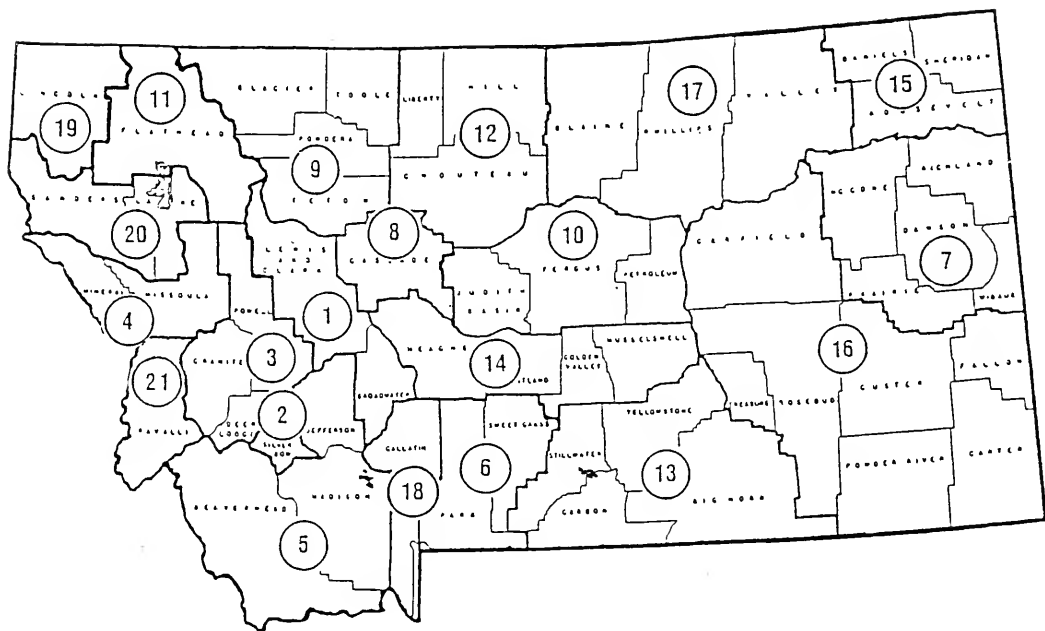 DANIELS
SHERIDAN
15
ROOSEVELT
17
VALLEY
PHILLIPS
BLAINE
HILL
12
CHOUTEAU
LIBERTY
TOOLE
GLACIER
PONDERA
9
TETON
11
FLATHEAD
LINCOLN
19
SANDERS
LAKE
20
LEWIS
AND
CLARK
1
8
CASCADE
10
FERGUS
PETROLEUM
JUDITH
BASIN
GARFIELD
MCCONE
RICHLAND
DAWSON
7
PRAIRIE
WIBAUX
MINERAL
MISSOULA
4
POWELL
3
GRANITE
21
RAVALLI
2
DEER
LODGE
SILVER
BOW
JEFFERSON
BROADWATER
MEAGHER
14
GOLDEN
VALLEY
MUSSELSHELL
16
CUSTER
FALLON
TREASURE
ROSEBUD
YELLOWSTONE
SWEET GRASS
STILLWATER
13
BIG HORN
CARBON
6
PARK
GALLATIN
18
MADISON
BEAVERHEAD
5
POWDER RIVER
CARTER